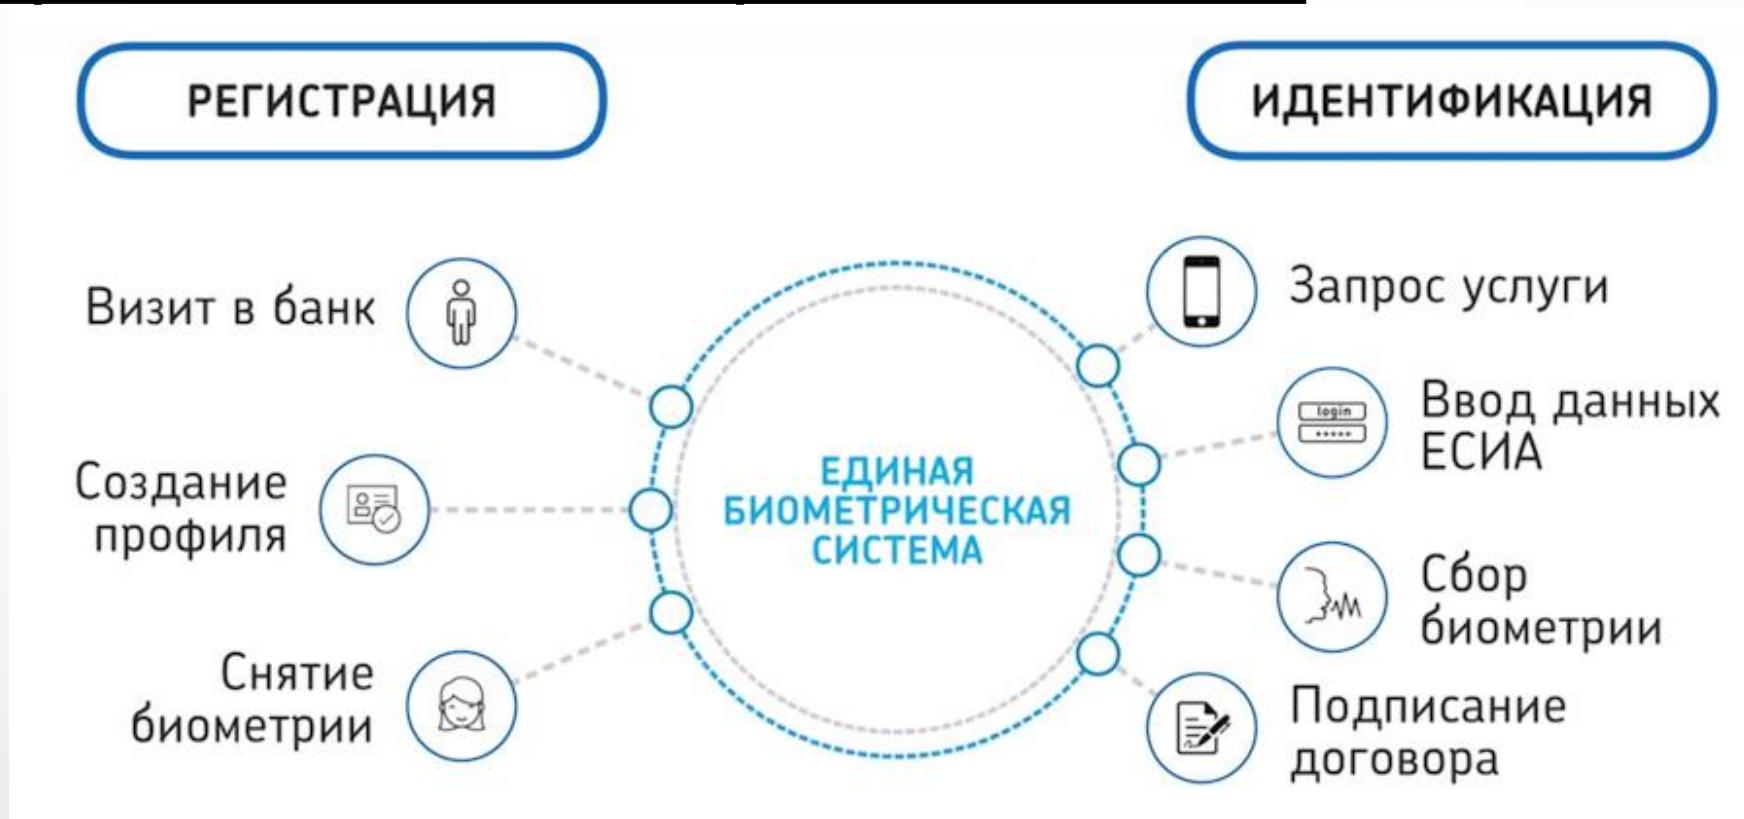 РЕГИСТРАЦИЯ
Визит в банк
Создание
профиля
Снятие
биометрии
ЕДИНАЯ
БИОМЕТРИЧЕСКАЯ
СИСТЕМА
ИДЕНТИФИКАЦИЯ
Запрос услуги
login
*****
Ввод данных
ЕСИА
Сбор
биометрии
Подписание
договора